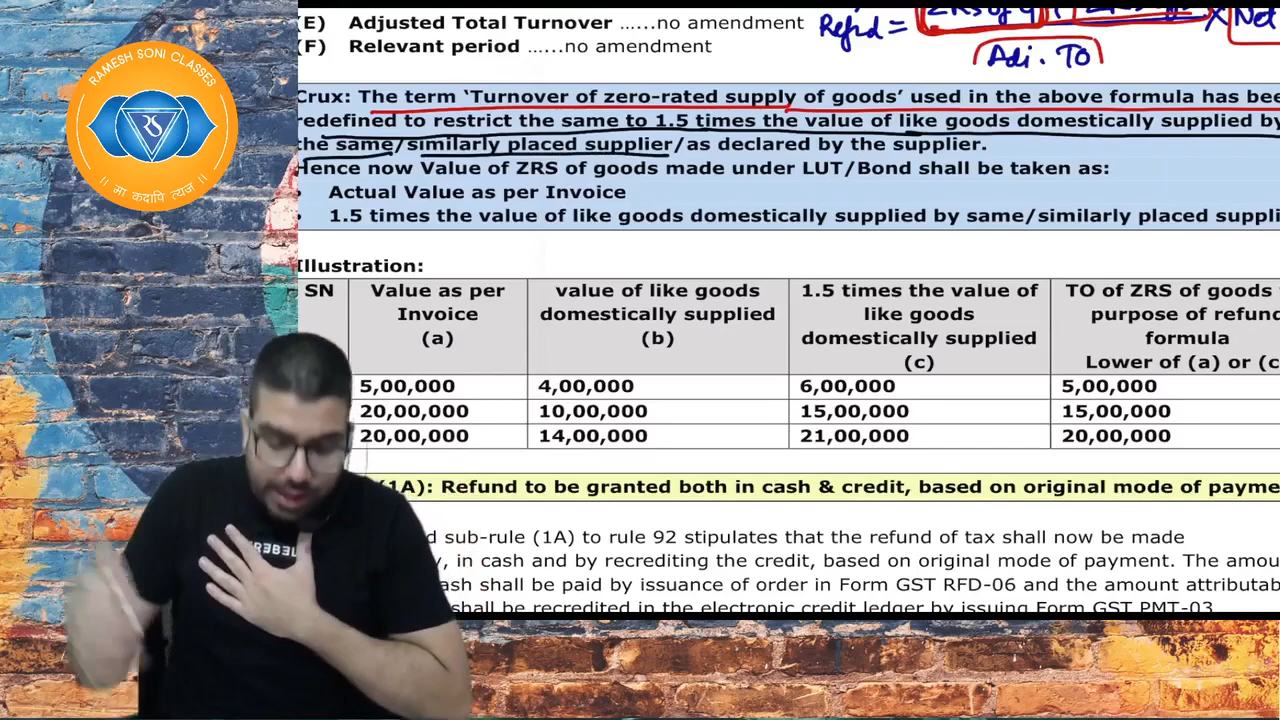 (E) Adjusted Total Turnover ......no amendment
(F) Relevant period ......no amendment
Refnd = × Net
Adj. TO
RAMESH SONI CLASSES
॥ मा कदापि त्यज ॥
Crux: The term ‘Turnover of zero-rated supply of goods’ used in the above formula has bee
redefined to restrict the same to 1.5 times the value of like goods domestically supplied by
the same/similarly placed supplier/as declared by the supplier.
Hence now Value of ZRS of goods made under LUT/Bond shall be taken as:
• Actual Value as per Invoice
• 1.5 times the value of like goods domestically supplied by same/similarly placed suppli
Illustration:
SN Value as per Invoice (a) value of like goods domestically supplied (b) 1.5 times the value of like goods domestically supplied (c) TO of ZRS of goods purpose of refund formula Lower of (a) or (c
5,00,000 4,00,000 6,00,000 5,00,000
20,00,000 10,00,000 15,00,000 15,00,000
20,00,000 14,00,000 21,00,000 20,00,000
(1A): Refund to be granted both in cash & credit, based on original mode of payme
d sub-rule (1A) to rule 92 stipulates that the refund of tax shall now be made
y, in cash and by recrediting the credit, based on original mode of payment. The amou
ash shall be paid by issuance of order in Form GST RFD-06 and the amount attributab
shall be recredited in the electronic credit ledger by issuing Form GST PMT-03
REBEL